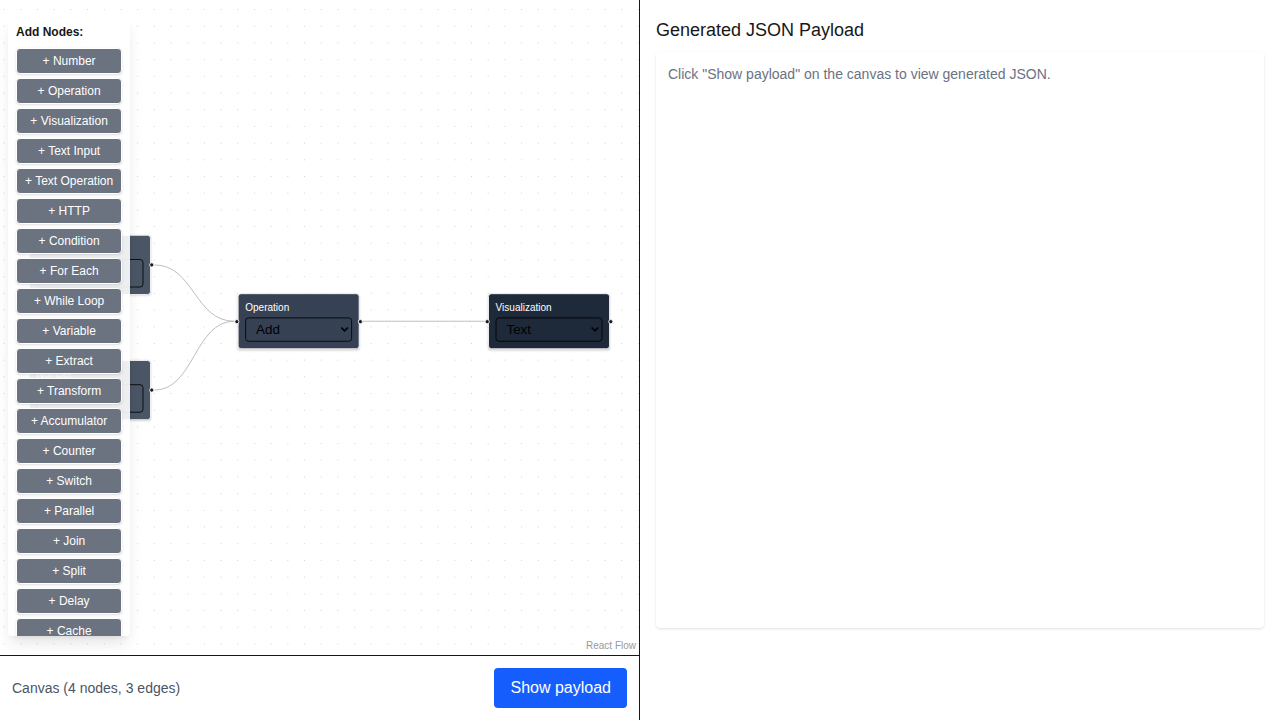 Add Nodes:
+ Number
+ Operation
+ Visualization
+ Text Input
+ Text Operation
+ HTTP
+ Condition
+ For Each
+ While Loop
+ Variable
+ Extract
+ Transform
+ Accumulator
+ Counter
+ Switch
+ Parallel
+ Join
+ Split
+ Delay
+ Cache
Operation
Add
Visualization
Text
React Flow
Canvas (4 nodes, 3 edges)
Show payload
Generated JSON Payload
Click "Show payload" on the canvas to view generated JSON.